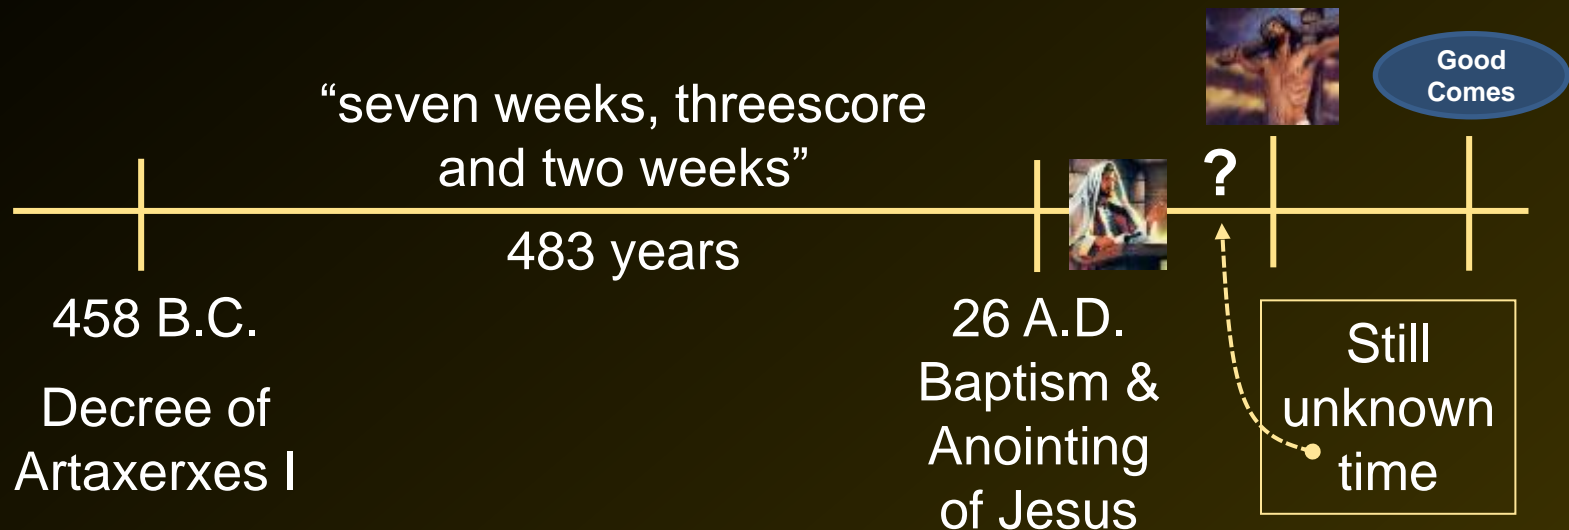 “seven weeks, threescore
and two weeks”
Good
Comes
?
483 years
458 B.C.
Decree of
Artaxerxes I
26 A.D.
Baptism &
Anointing
of Jesus
Still
unknown
time